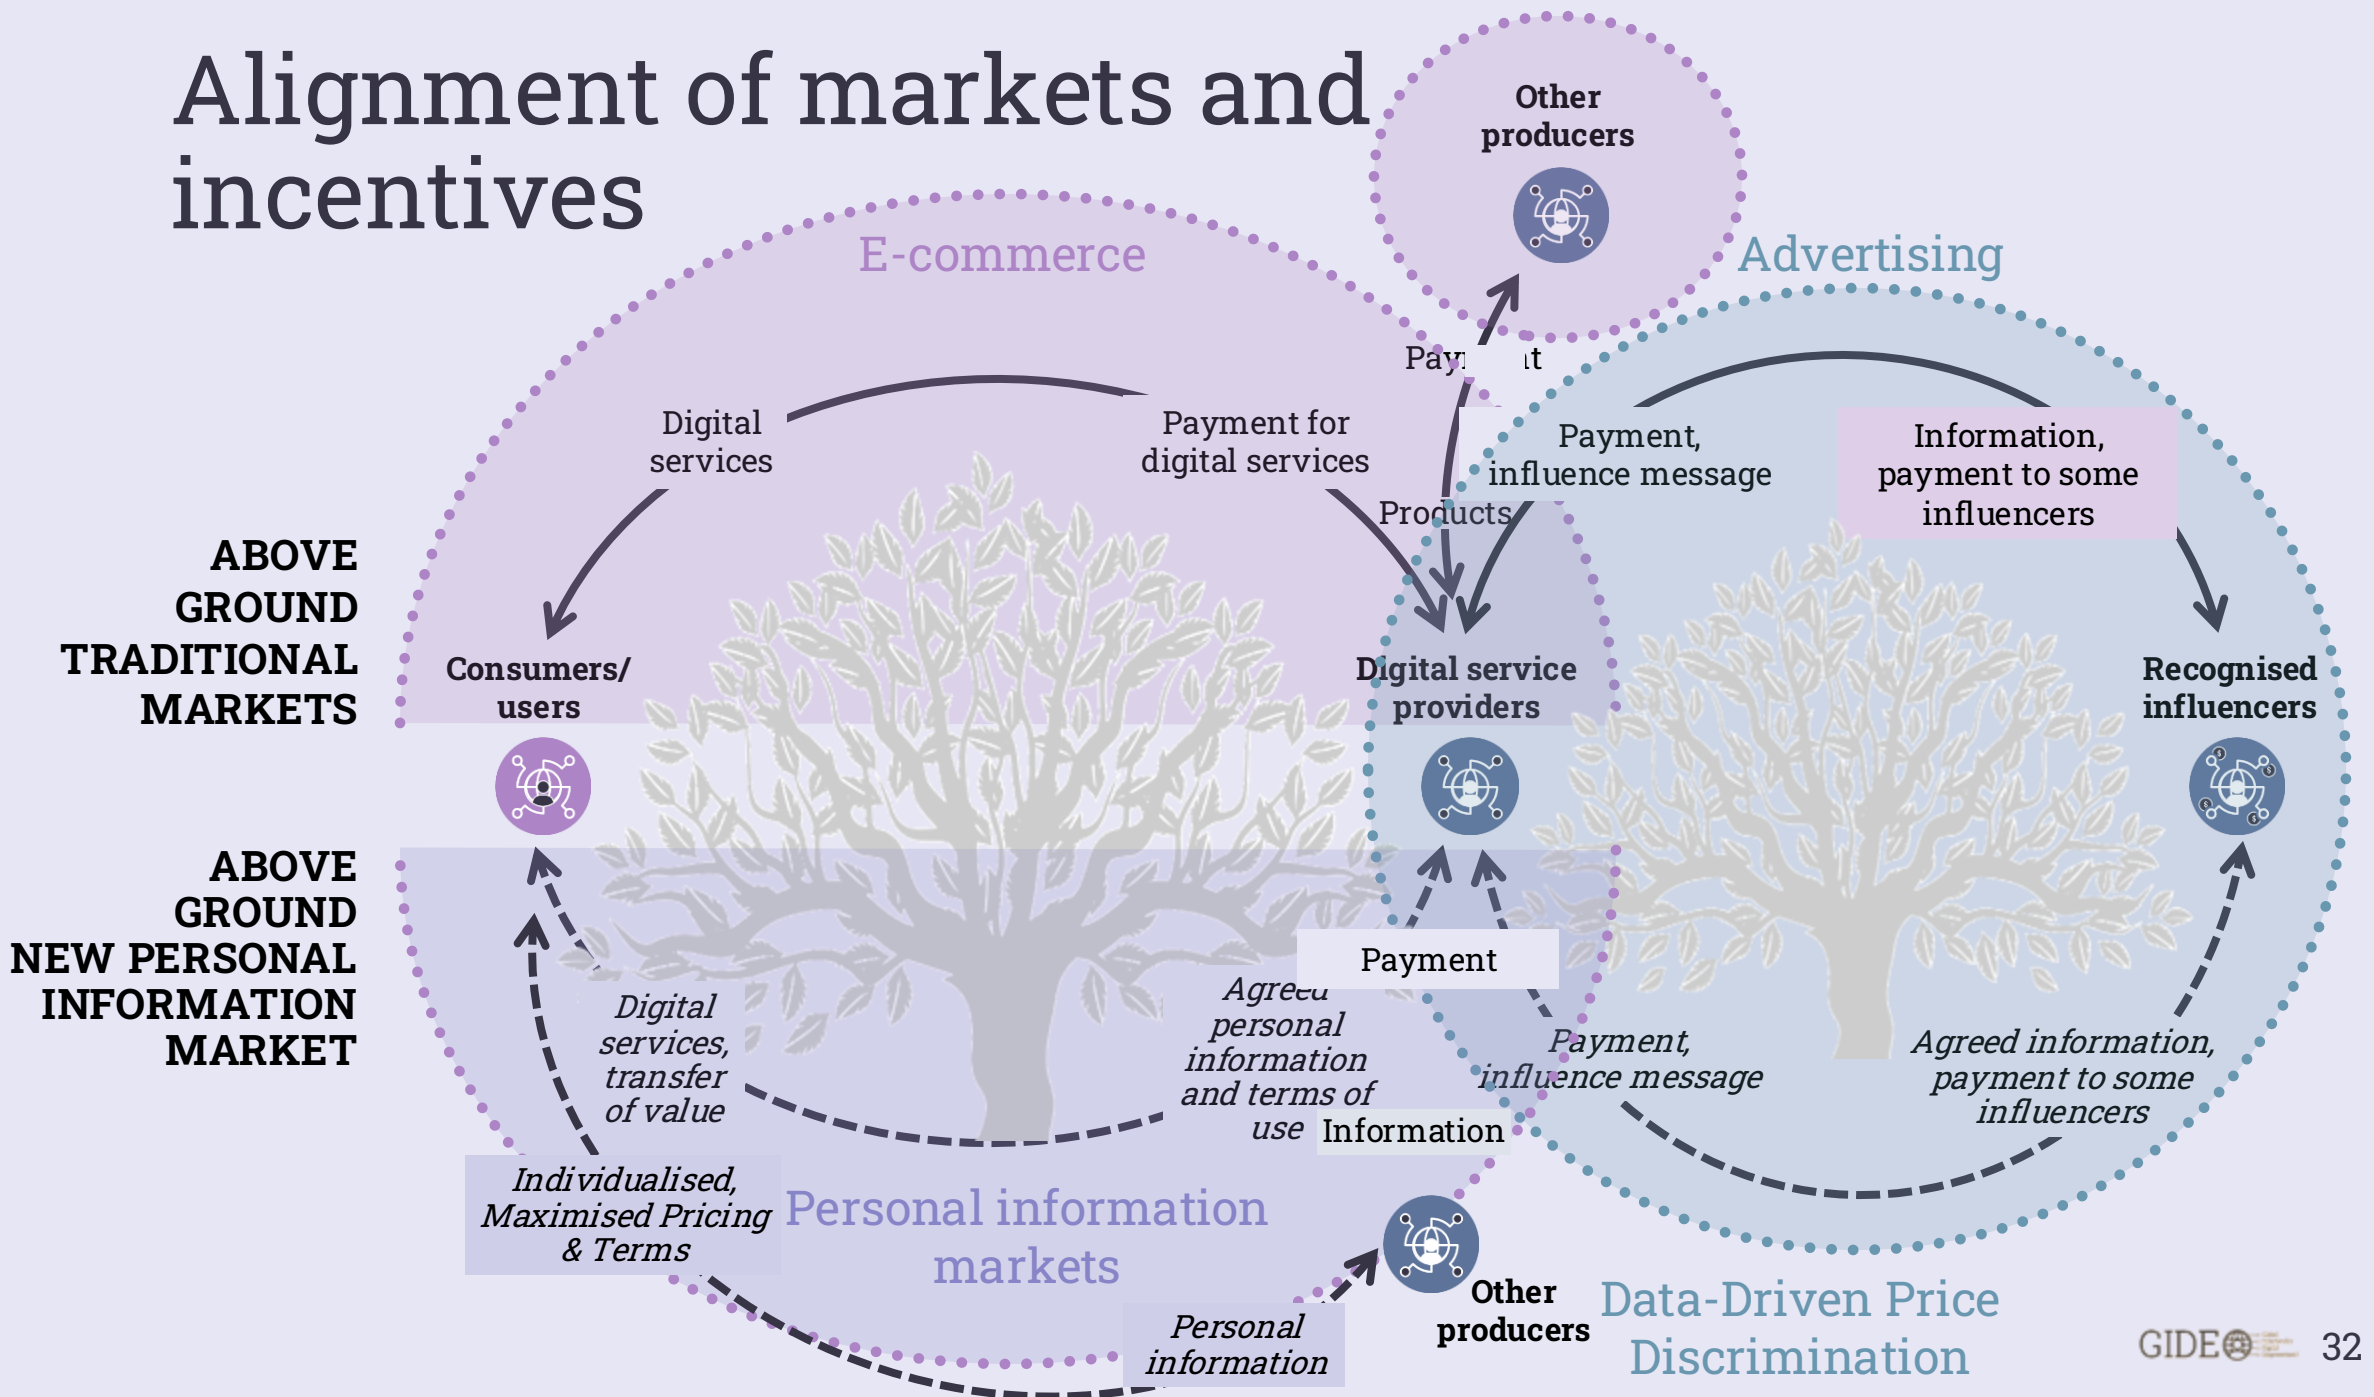 Alignment of markets and
incentives
Other
producers
E-commerce
Advertising
Digital
services
Payment for
digital services
Products
Payment,
influence message
Information,
payment to some
influencers
ABOVE
GROUND
TRADITIONAL
MARKETS
Consumers/
users
Digital service
providers
Recognised
influencers
ABOVE
GROUND
NEW PERSONAL
INFORMATION
MARKET
Digital
services,
transfer
of value
Payment
Agreed
personal
information
and terms of
use
Information
Payment,
influence message
Agreed information,
payment to some
influencers
Individualised,
Maximised Pricing
& Terms
Personal information
markets
Other
producers
Personal
information
Data-Driven Price
Discrimination
GIDE
32